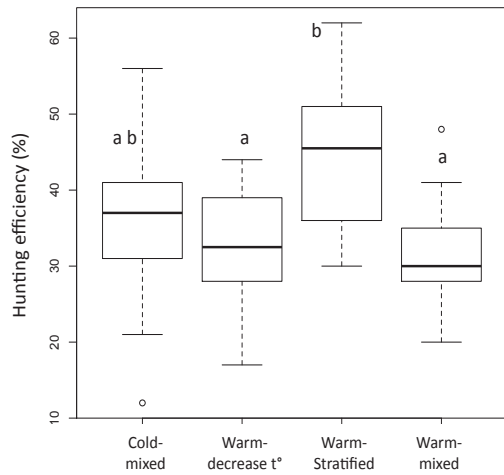 Hunting efficiency (%)
60
50
40
30
20
10
a b
a
b
a
Cold-
mixed
Warm-
decrease t°
Warm-
Stratified
Warm-
mixed